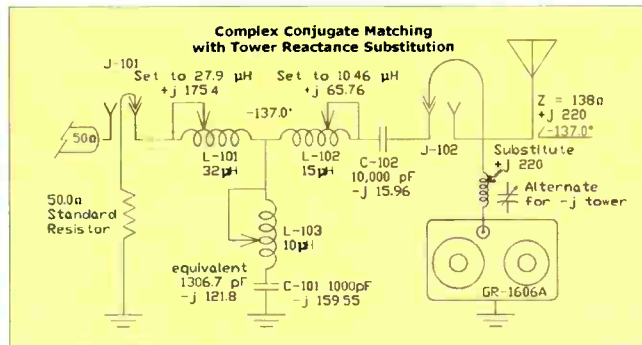 Complex Conjugate Matching
with Tower Reactance Substitution
J-101
Set to 27.9 µH
+j 175.4
Set to 10.46 µH
+j 65.76
-137.0°
50Ω
L-101
32µH
L-102
15µH
C-102
10,000 pF
-j 15.96
J-102
Z = 138Ω
+j 220
∠-137.0°
Substitute
+j 220
Alternate
for -j tower
50.0Ω
Standard
Resistor
L-103
10µH
equivalent
1306.7 pF
-j 121.8
C-101 1000pF
-j 159.55
GR-1606A